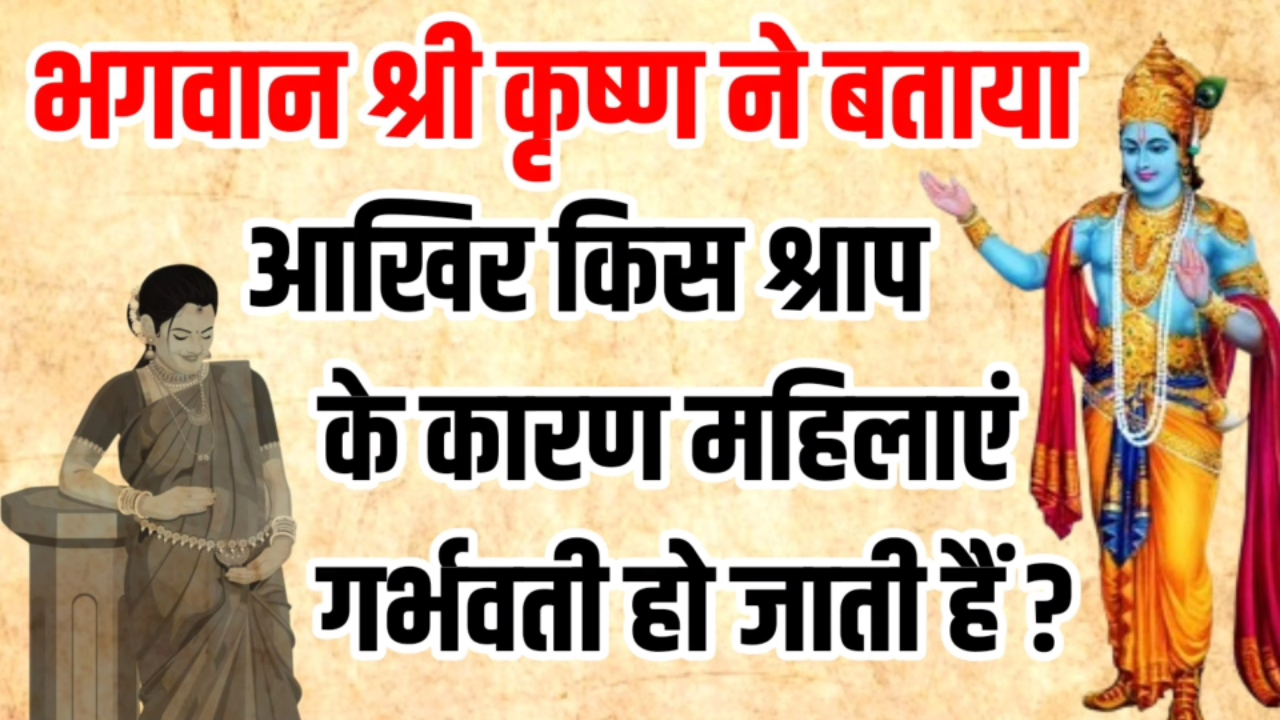 भगवान श्री कृष्ण ने बताया
आखिर किस श्राप
के कारण महिलाएं
गर्भवती हो जाती हैं ?